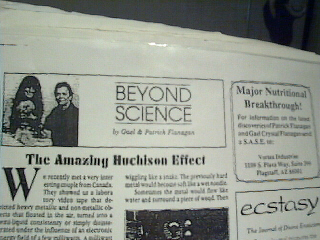 BEYOND
SCIENCE
by Gael & Patrick Flanagan
Major Nutritional
Breakthrough!
For information on the latest
discoveries of Patrick Flanagan
and Gael Crystal Flanagan send
a S.A.S.E. to:
Vortex Industries
Flagstaff, AZ
The Amazing Huchison Effect
We recently met a very inter
esting couple from Canada.
They showed us a labora
tory video tape that de
picted heavy metallic and non-metallic ob
jects that floated in the air, turned into a
semi-liquid consistency or simply disinte
grated under the influence of an electronic
energy field of a few milliwatts. A milliwatt
wiggling like a snake. The previously hard
metal would become soft like a wet noodle.
Sometimes the metal would flow like
water and surround a piece of wood. Then
ecstasy
The Journal of Divine